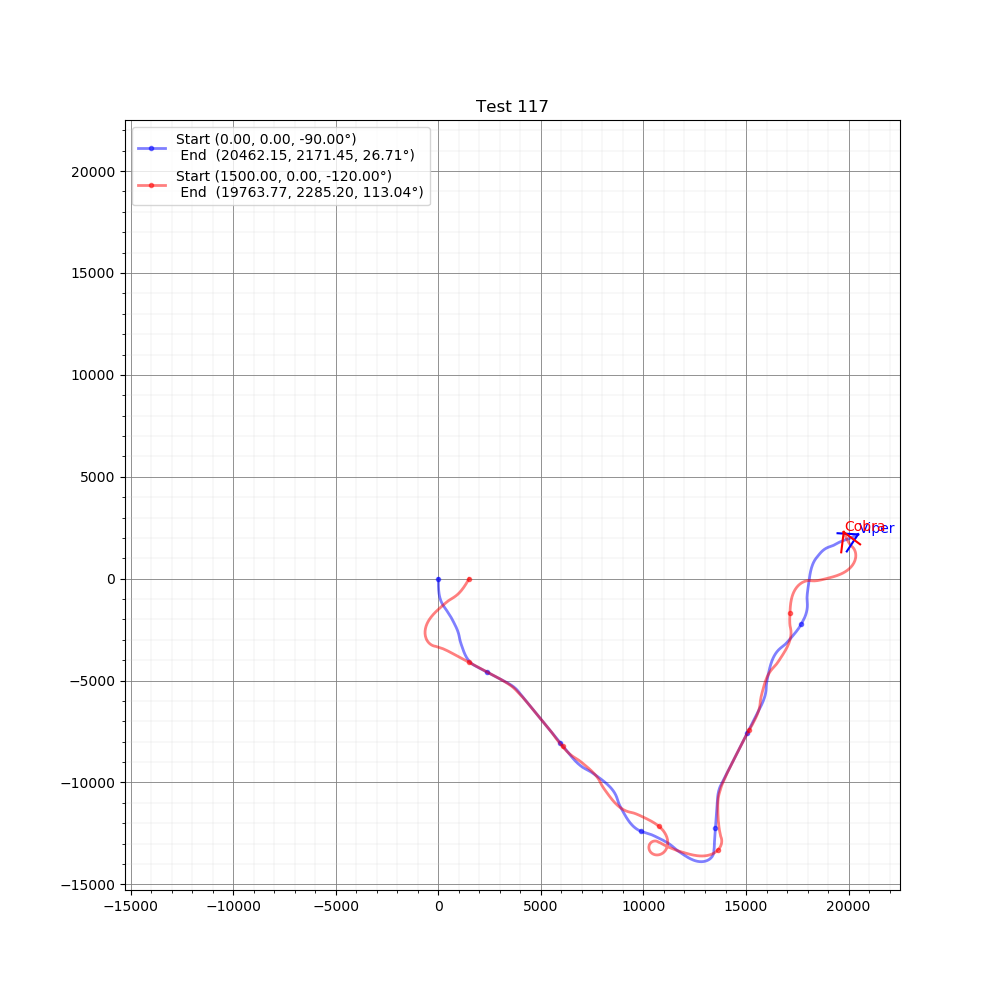 Test 117
Start (0.00, 0.00, -90.00°)
End (20462.15, 2171.45, 26.71°)
Start (1500.00, 0.00, -120.00°)
End (19763.77, 2285.20, 113.04°)
20000
15000
10000
5000
0
−5000
−10000
−15000
Cobra
Viper
−15000 −10000 −5000 0 5000 10000 15000 20000